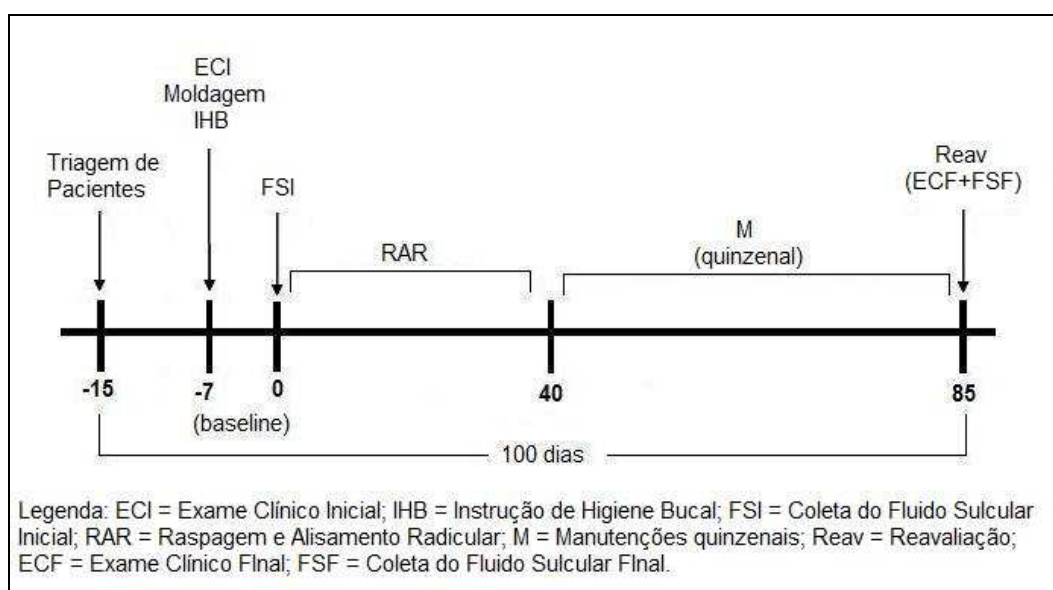 ECI
Moldagem
IHB
Triagem de
Pacientes
FSI
Reav
(ECF+FSF)
RAR
M
(quinzenal)
-15
-7
0
40
85
(baseline)
100 dias
Legenda: ECI = Exame Clínico Inicial; IHB = Instrução de Higiene Bucal; FSI = Coleta do Fluido Sulcular
Inicial; RAR = Raspagem e Alisamento Radicular; M = Manutenções quinzenais; Reav = Reavaliação;
ECF = Exame Clínico FInal; FSF = Coleta do Fluido Sulcular FInal.